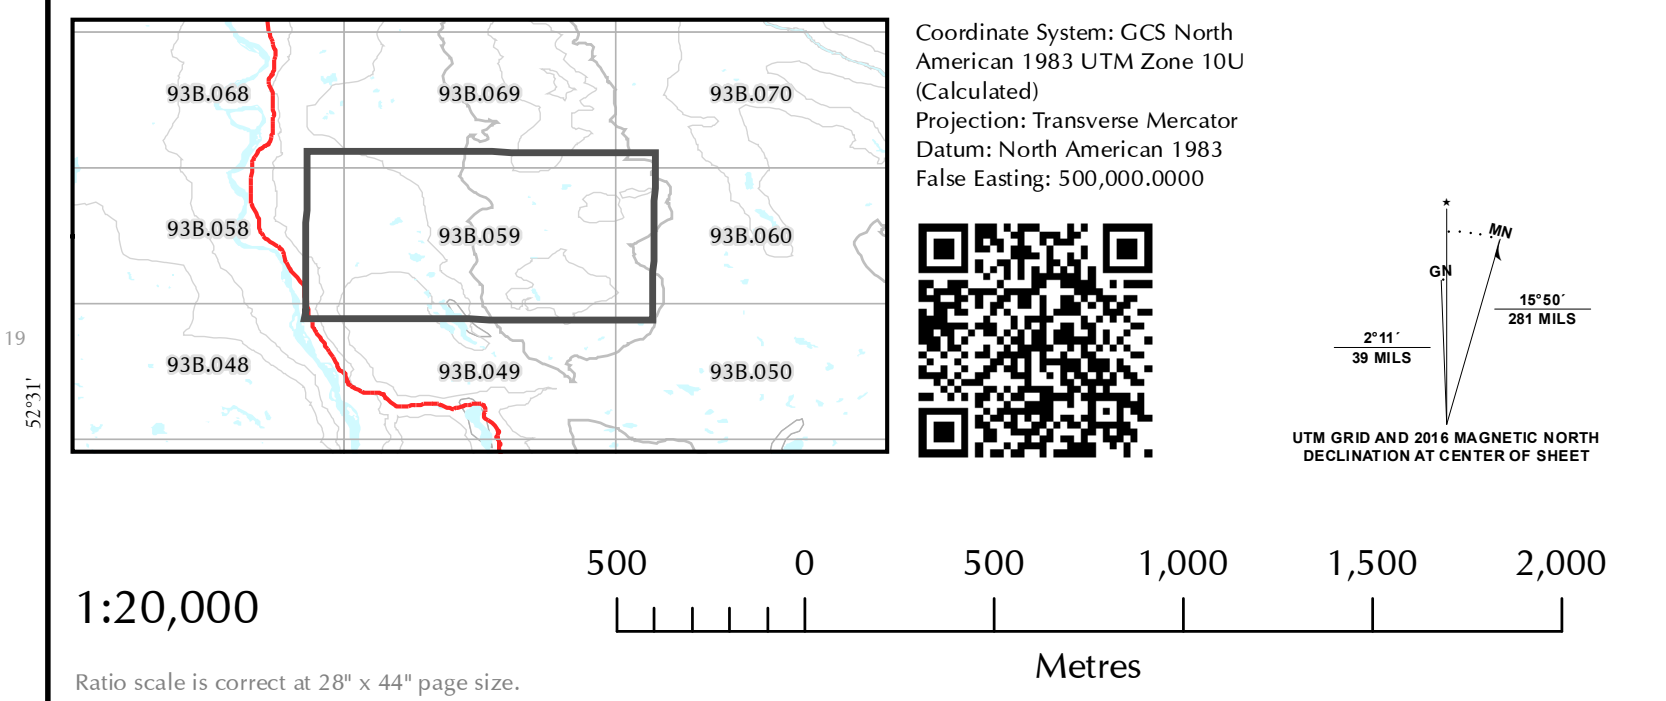 93B.068 93B.069 93B.070
93B.058 93B.059 93B.060
93B.048 93B.049 93B.050
19
52°31'
Coordinate System: GCS North
American 1983 UTM Zone 10U
(Calculated)
Projection: Transverse Mercator
Datum: North American 1983
False Easting: 500,000.0000
MN
GN
15°50´
281 MILS
2°11´
39 MILS
UTM GRID AND 2016 MAGNETIC NORTH
DECLINATION AT CENTER OF SHEET
1:20,000
500 0 500 1,000 1,500 2,000
Metres
Ratio scale is correct at 28" x 44" page size.